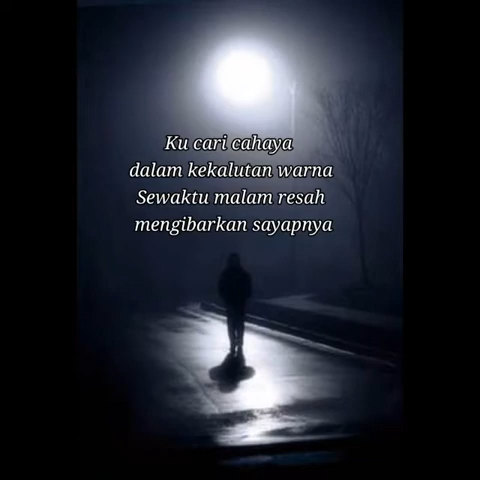 Ku cari cahaya
dalam kekalutan warna
Sewaktu malam resah
mengibarkan sayapnya